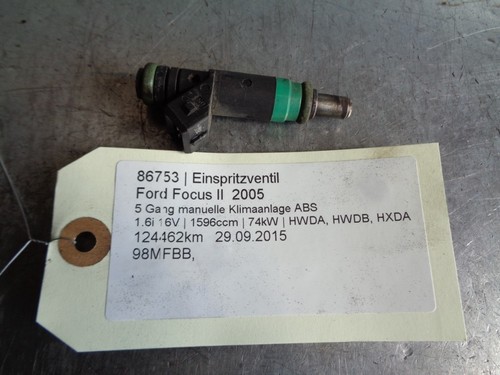 86753 | Einspritzventil
Ford Focus II 2005
5 Gang manuelle Klimaanlage ABS
1.6i 16V | 1596ccm | 74kW | HWDA, HWDB, HXDA
124462km 29.09.2015
98MFBB,